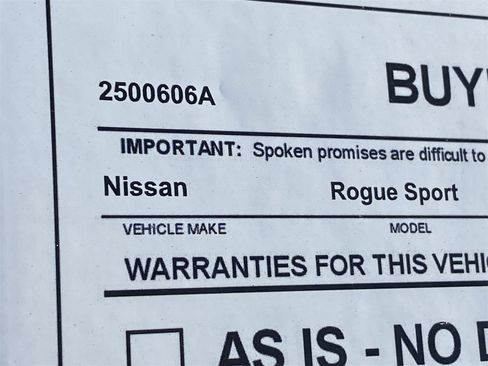 2500606A
BUY
IMPORTANT: Spoken promises are difficult to
Nissan Rogue Sport
VEHICLE MAKE MODEL
WARRANTIES FOR THIS VEHI
AS IS - NO